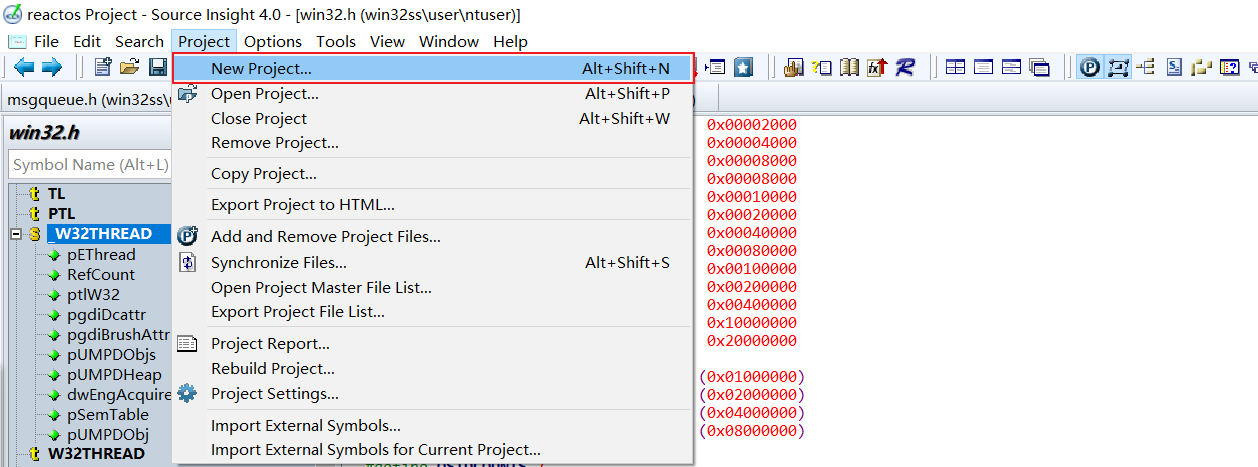 reactos Project - Source Insight 4.0 - [win32.h (win32ss\user\ntuser)]
File Edit Search Project Options Tools View Window Help
New Project... Alt+Shift+N
msgqueue.h (win32ss\
Open Project... Alt+Shift+P
Close Project Alt+Shift+W
Remove Project...
Copy Project...
Export Project to HTML...
Add and Remove Project Files...
Synchronize Files... Alt+Shift+S
Open Project Master File List...
Export Project File List...
Project Report...
Rebuild Project...
Project Settings...
Import External Symbols...
Import External Symbols for Current Project...
win32.h
Symbol Name (Alt+L)
TL
PTL
_W32THREAD
pEThread
RefCount
ptlW32
pgdiDcattr
pgdiBrushAttr
pUMPDObjs
pUMPDHeap
dwEngAcquire
pSemTable
pUMPDObj
W32THREAD
0x00002000
0x00004000
0x00008000
0x00008000
0x00010000
0x00020000
0x00040000
0x00080000
0x00100000
0x00200000
0x00400000
0x10000000
0x20000000
(0x01000000)
(0x02000000)
(0x04000000)
(0x08000000)